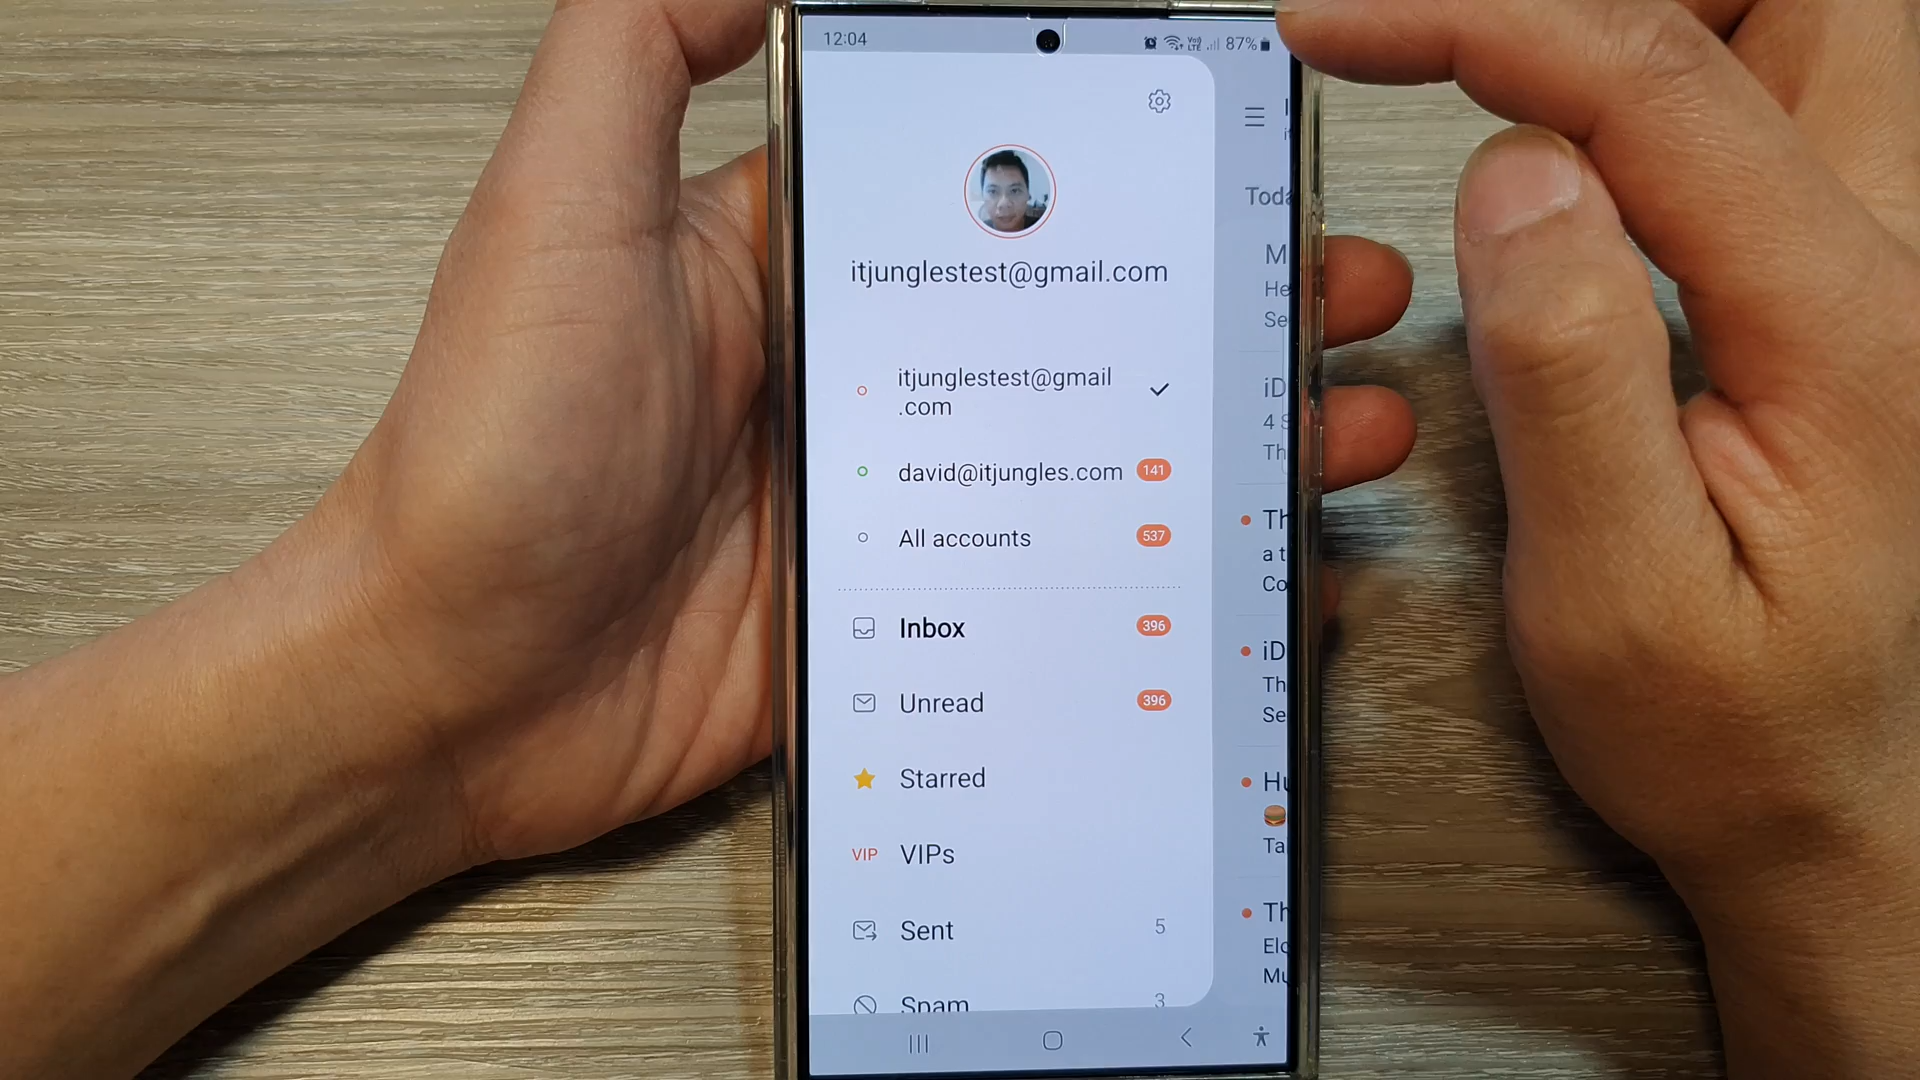 12:04
Vo)) LTE 87%
itjunglestest@gmail.com
itjunglestest@gmail
.com
david@itjungles.com 141
All accounts 537
Inbox 396
Unread 396
Starred
VIP VIPs
Sent 5
Spam 3
Toda
M
He
Se
iD
4 S
Th
Th
a t
Co
iD
Th
Se
Hu
Ta
Th
Elo
Mu